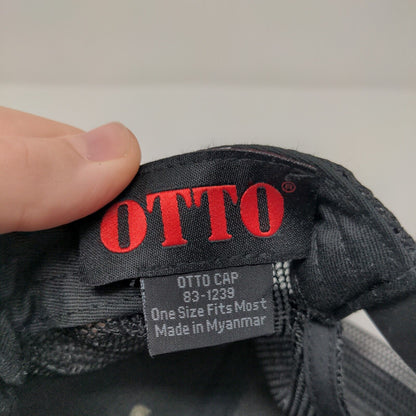 OTTO®
OTTO CAP
83-1239
One Size Fits Most
Made in Myanmar